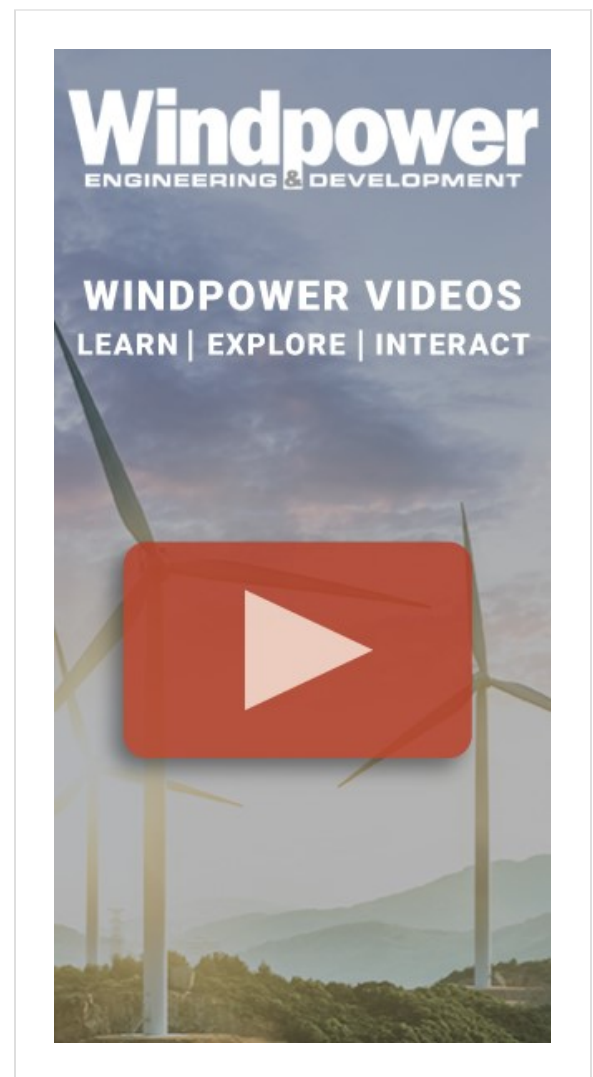 Windpower
ENGINEERING & DEVELOPMENT
WINDPOWER VIDEOS
LEARN | EXPLORE | INTERACT